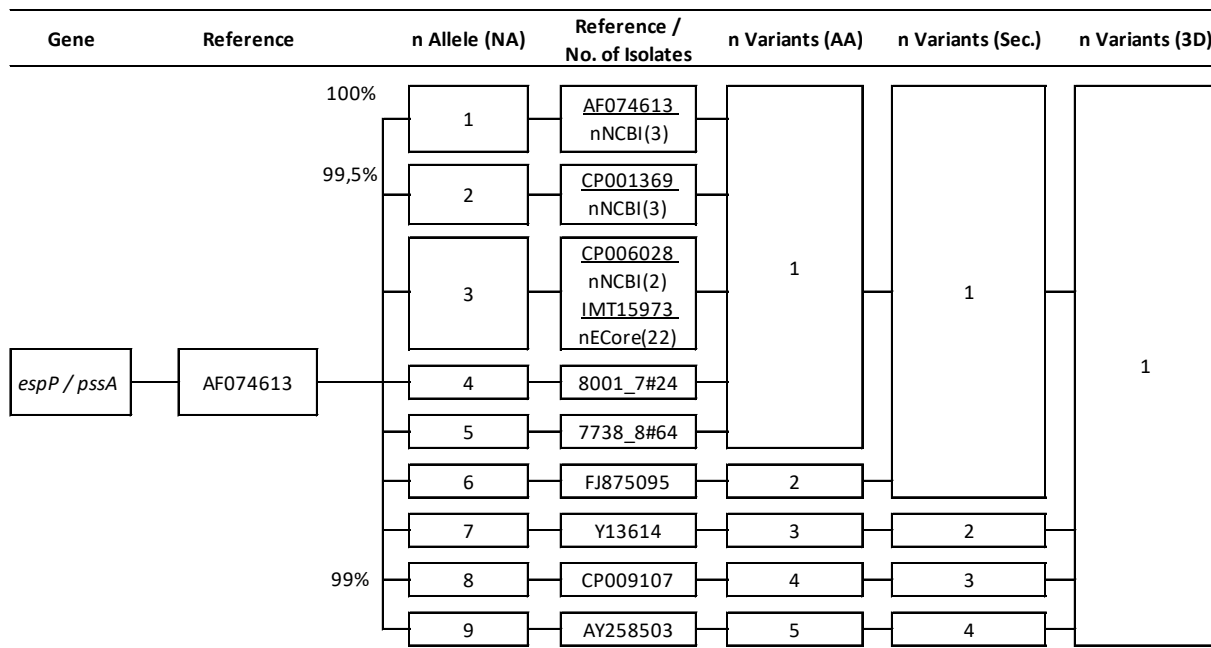 Gene Reference n Allele (NA) Reference / No. of Isolates n Variants (AA) n Variants (Sec.) n Variants (3D)
100%
1
AF074613
nNCBI(3)
99,5%
2
CP001369
nNCBI(3)
3
CP006028
nNCBI(2)
IMT15973
nECore(22)
1
1
1
espP / pssA
AF074613
4 8001_7#24
5 7738_8#64
6 FJ875095 2
7 Y13614 3 2
99% 8 CP009107 4 3
9 AY258503 5 4